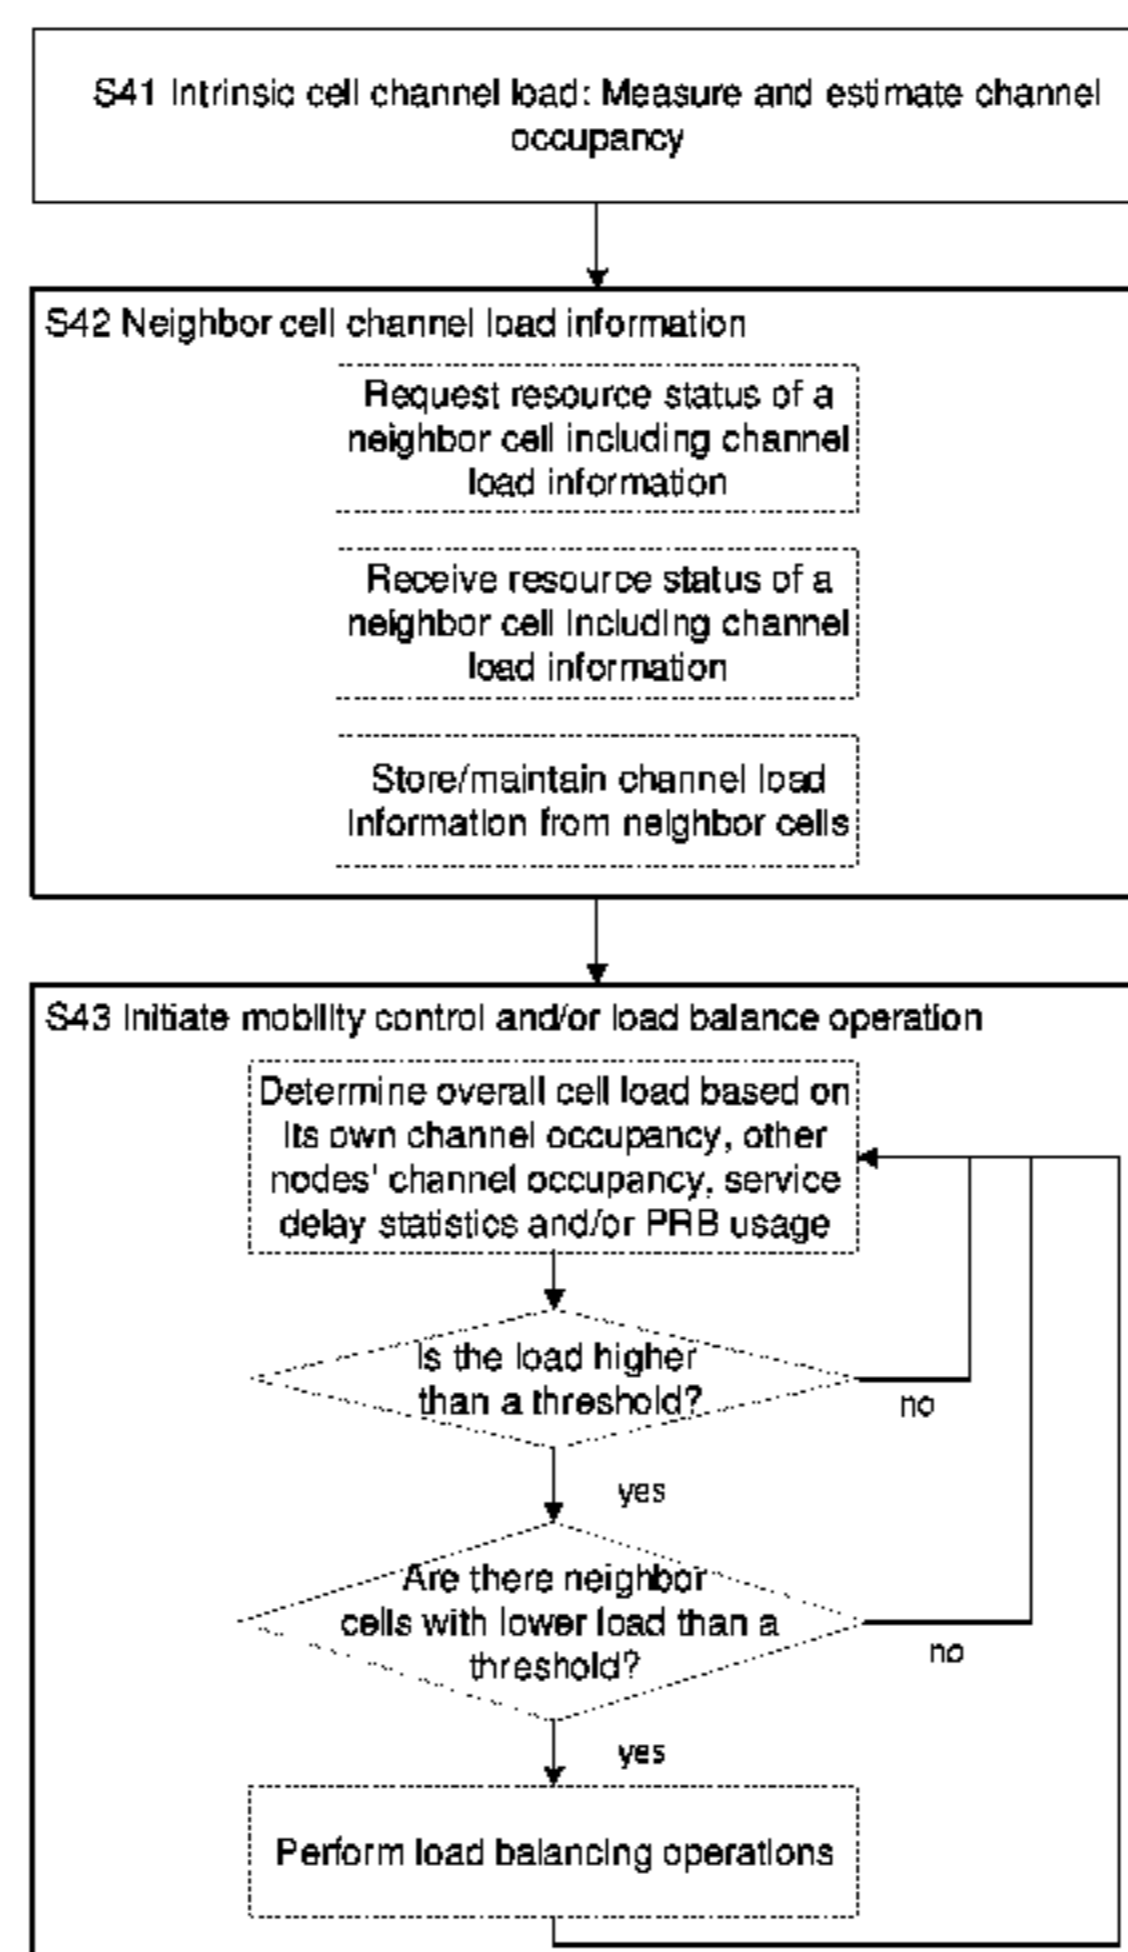 S41 Intrinsic cell channel load: Measure and estimate channel
occupancy
S42 Neighbor cell channel load information
Request resource status of a
neighbor cell including channel
load information
Receive resource status of a
neighbor cell including channel
load information
Store/maintain channel load
information from neighbor cells
S43 Initiate mobility control and/or load balance operation
Determine overall cell load based on
its own channel occupancy, other
nodes' channel occupancy, service
delay statistics and/or PRB usage
Is the load higher
than a threshold?
no
yes
Are there neighbor
cells with lower load than a
threshold?
no
yes
Perform load balancing operations